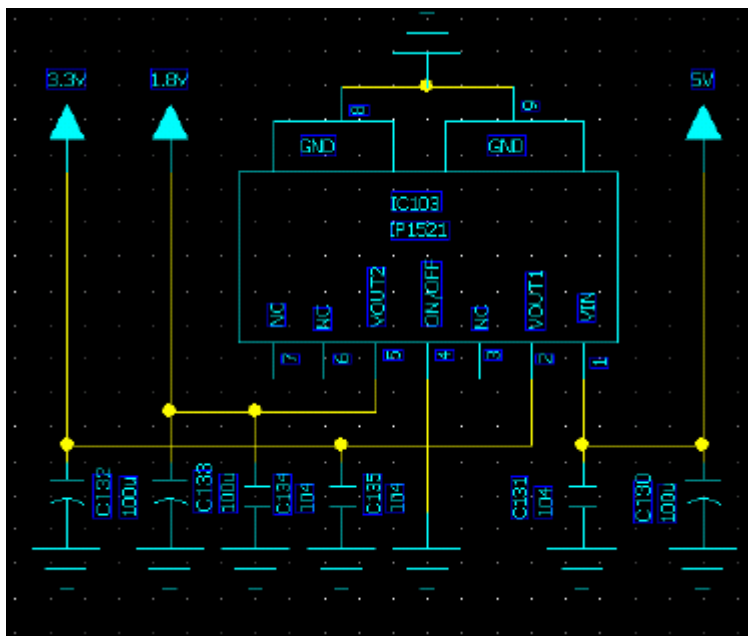 3.3V
1.8V
5V
8
9
GND
GND
IC103
IP1521
NC
NC
VOUT2
ON/OFF
NC
VOUT1
VIN
7
6
5
4
3
2
1
C132
100u
C133
100u
C134
104
C135
104
C131
104
C130
100u